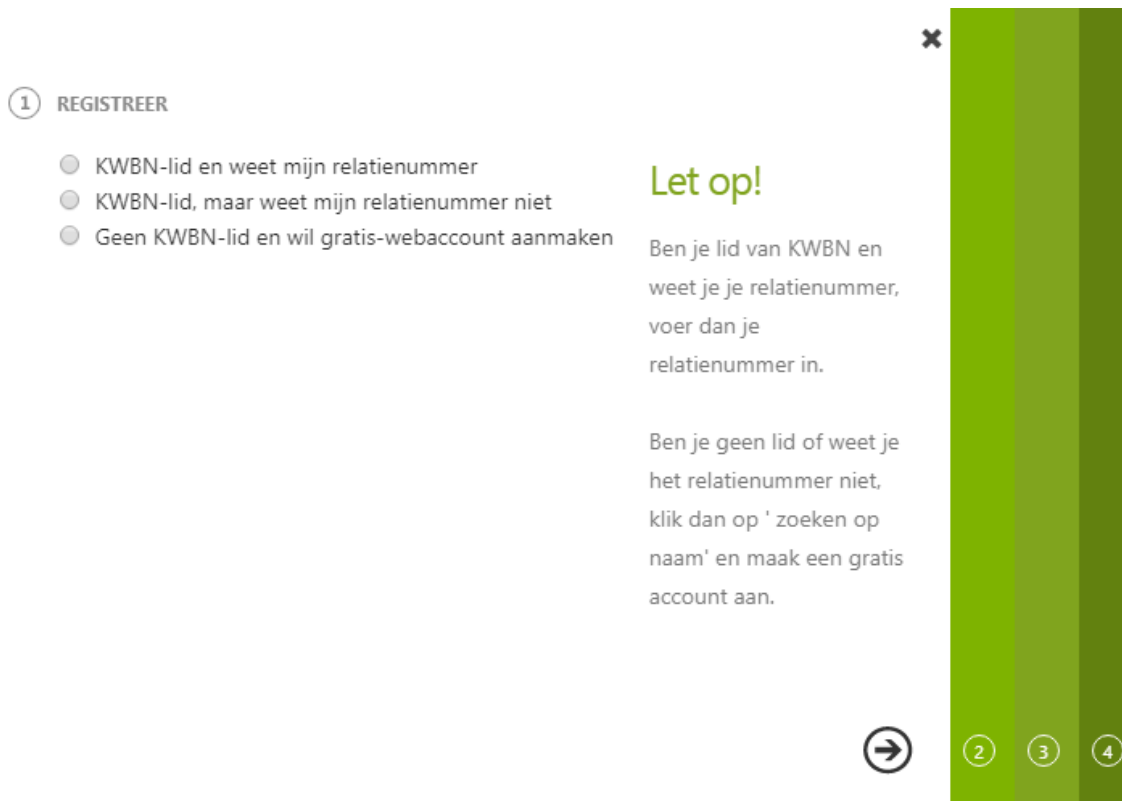 1 REGISTREER
KWBN-lid en weet mijn relatienummer
KWBN-lid, maar weet mijn relatienummer niet
Geen KWBN-lid en wil gratis-webaccount aanmaken
Let op!
Ben je lid van KWBN en
weet je je relatienummer,
voer dan je
relatienummer in.
Ben je geen lid of weet je
het relatienummer niet,
klik dan op ' zoeken op
naam' en maak een gratis
account aan.
2 3 4